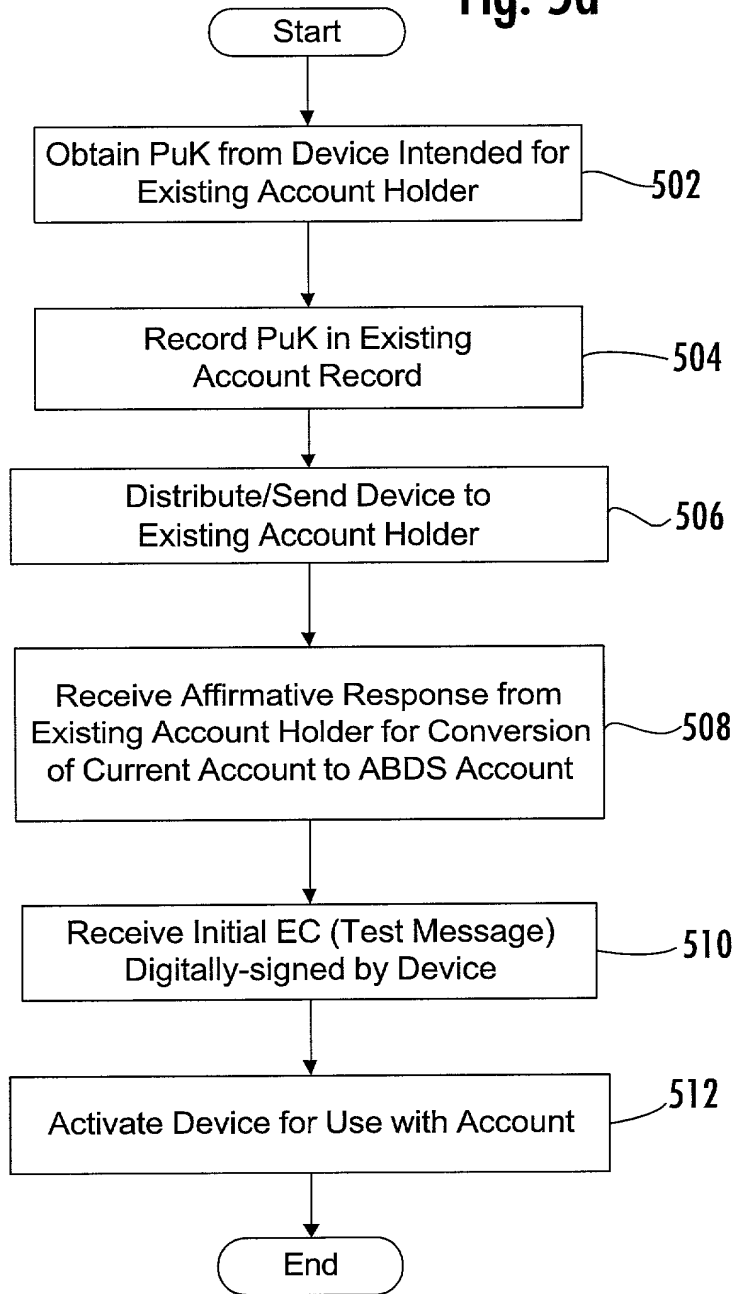 Fig. 5a
Start
Obtain PuK from Device Intended for
Existing Account Holder
502
Record PuK in Existing
Account Record
504
Distribute/Send Device to
Existing Account Holder
506
Receive Affirmative Response from
Existing Account Holder for Conversion
of Current Account to ABDS Account
508
Receive Initial EC (Test Message)
Digitally-signed by Device
510
Activate Device for Use with Account
512
End